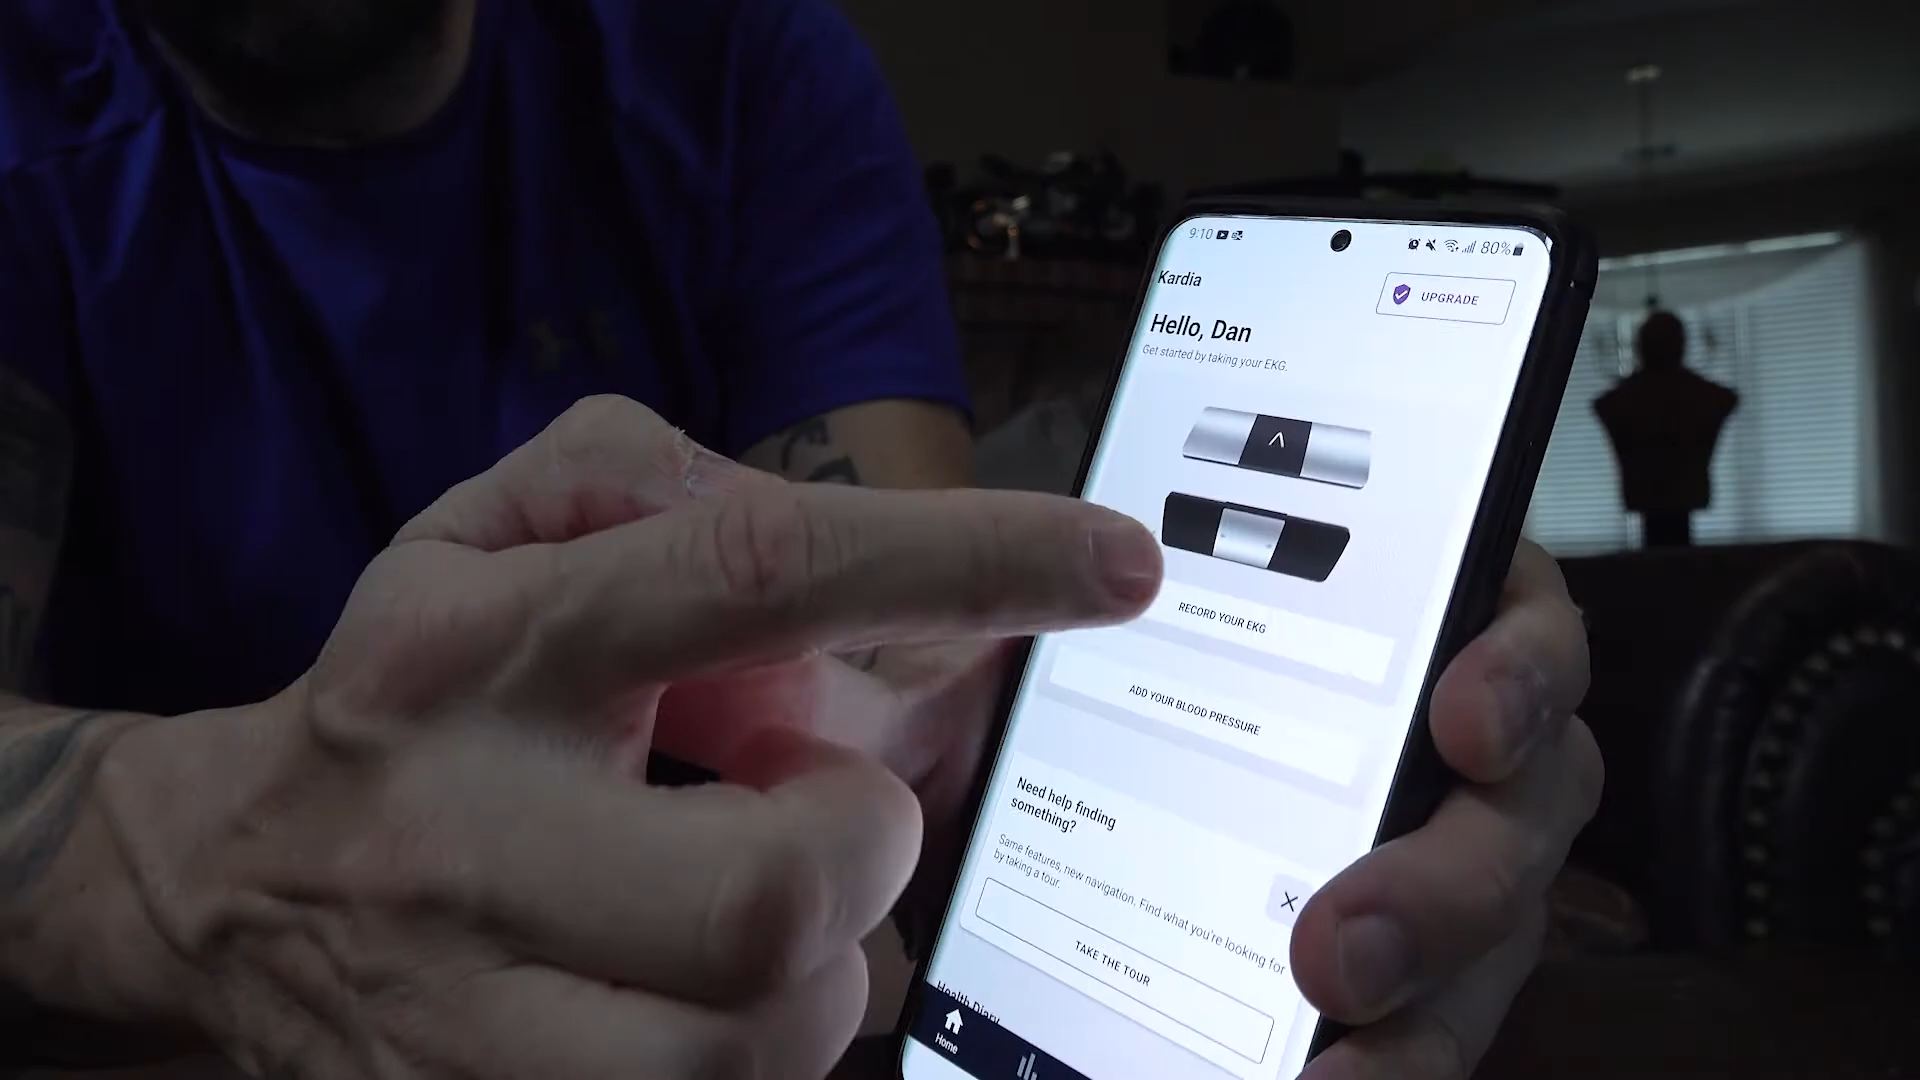 9:10
80%
Kardia
UPGRADE
Hello, Dan
Get started by taking your EKG.
RECORD YOUR EKG
ADD YOUR BLOOD PRESSURE
Need help finding
something?
Same features, new navigation. Find what you're looking for
by taking a tour.
TAKE THE TOUR
Health Diary
Home